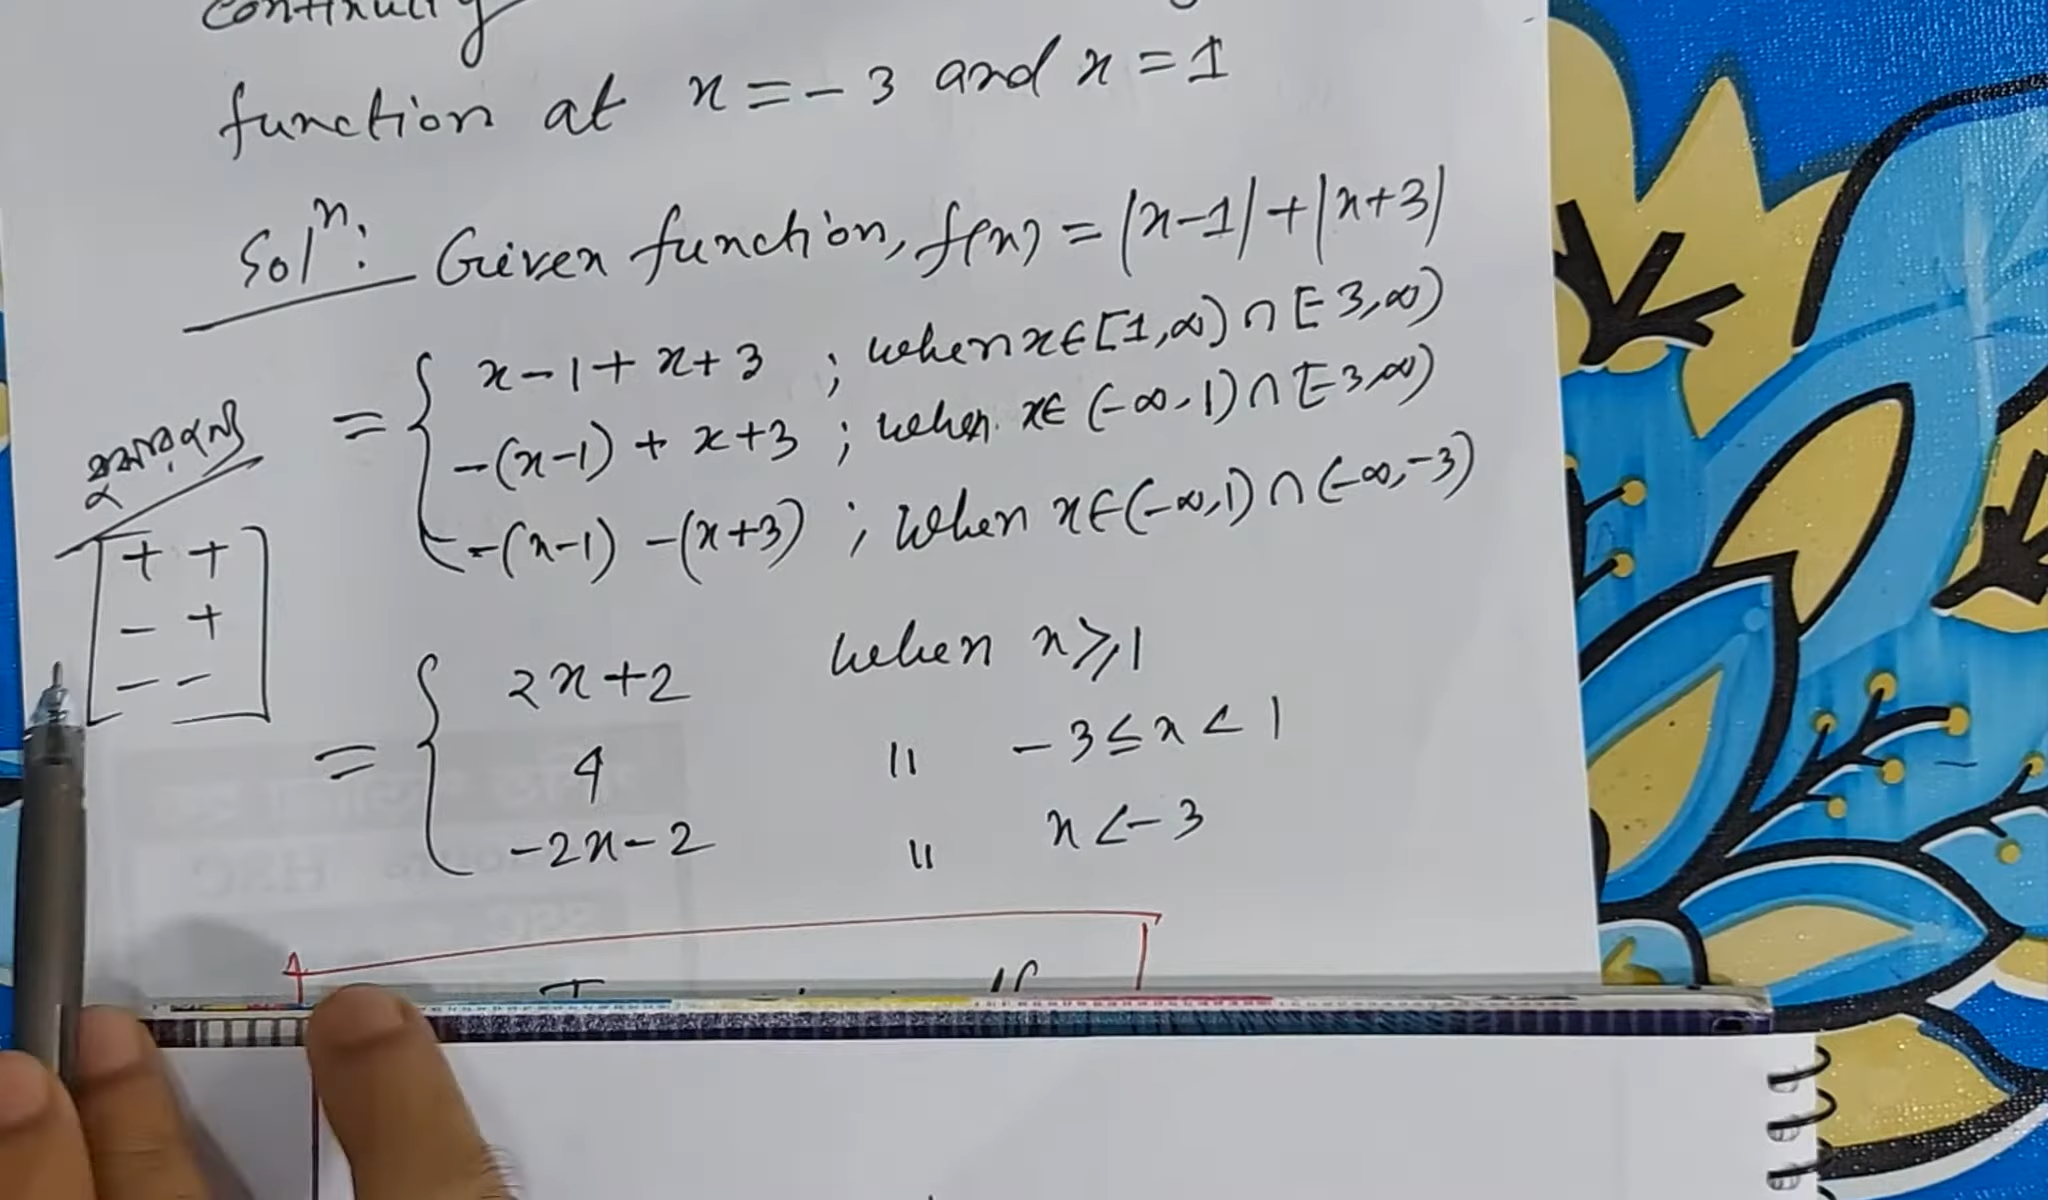 continuity
function at x = -3 and x = 1
Solⁿ: Given function, f(x) = |x-1| + |x+3|
= { x-1+x+3 ; when x∈[1,∞) ∩ [-3,∞)
-(x-1) + x+3 ; when x∈ (-∞,1) ∩ [-3,∞)
-(x-1) -(x+3) ; when x∈(-∞,1) ∩ (-∞,-3)
+ +
- +
- -
= { 2x+2 when x≥1
4 " -3≤x<1
-2x-2 " x<-3